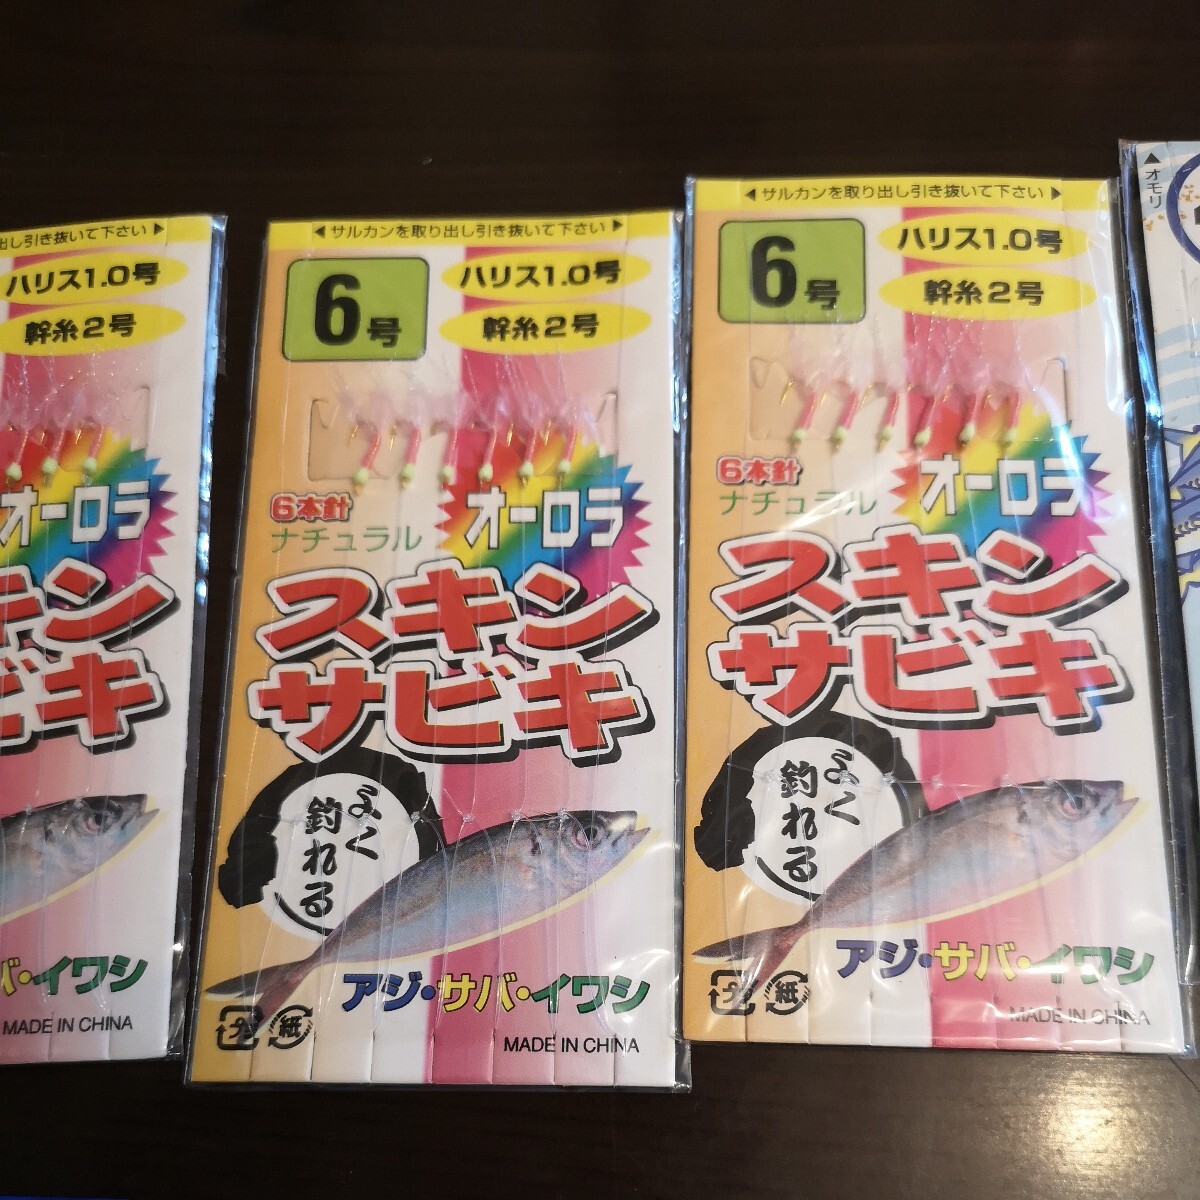 出し引き抜いて下さい▶
ハリス1.0号
幹糸2号
オーロラ
キン
ビキ
バ・イワシ
MADE IN CHINA
◀サルカンを取り出し引き抜いて下さい▶
6号
ハリス1.0号
幹糸2号
6本針
ナチュラル
オーロラ
スキン
サビキ
よく
釣れる
アジ・サバ・イワシ
プラ
紙
MADE IN CHINA
◀サルカンを取り出し引き抜いて下さい▶
6号
ハリス1.0号
幹糸2号
6本針
ナチュラル
オーロラ
スキン
サビキ
よく
釣れる
アジ・サバ・イワシ
プラ
紙
MADE IN CHINA
▲オモリ